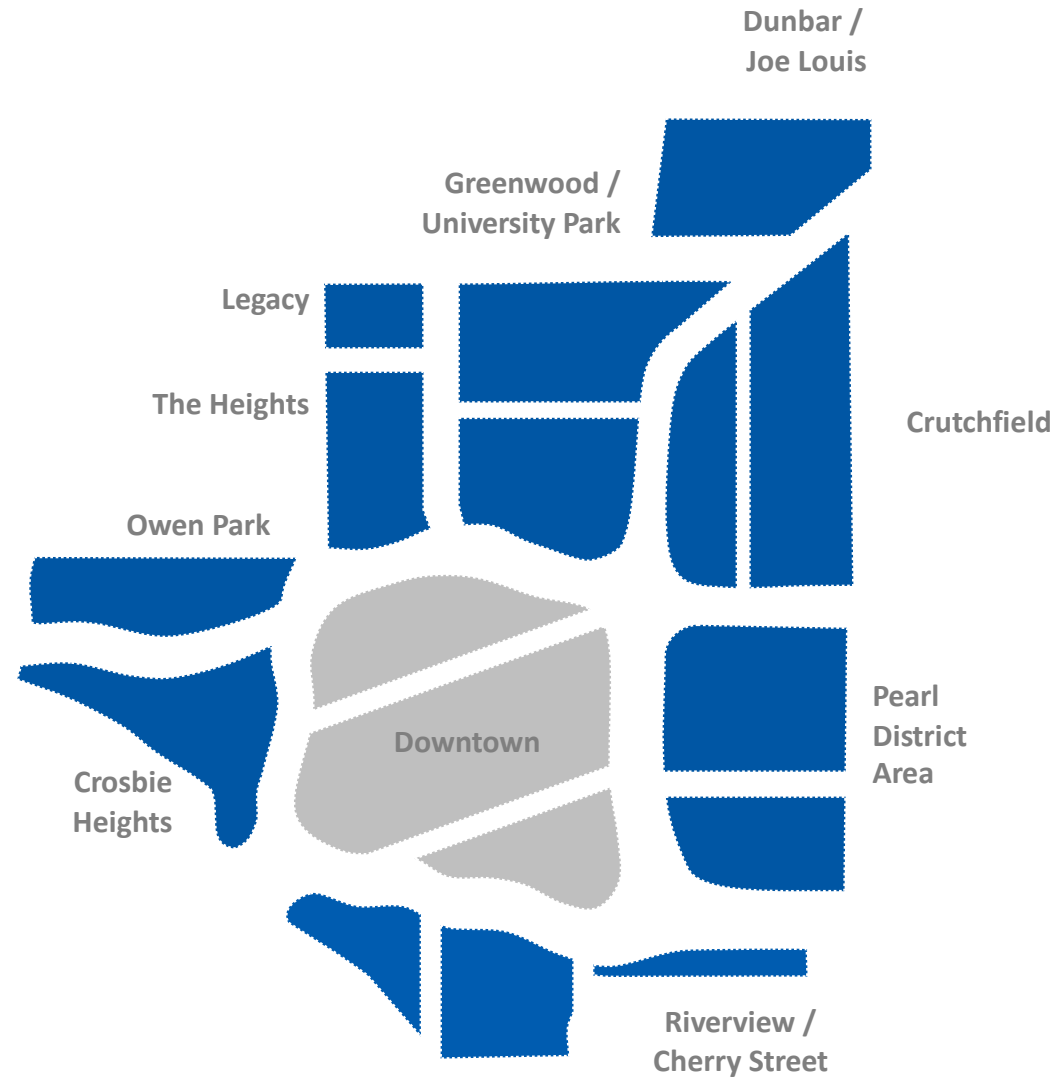 Dunbar /
Joe Louis
Greenwood /
University Park
Legacy
The Heights
Crutchfield
Owen Park
Pearl
District
Area
Downtown
Crosbie
Heights
Riverview /
Cherry Street